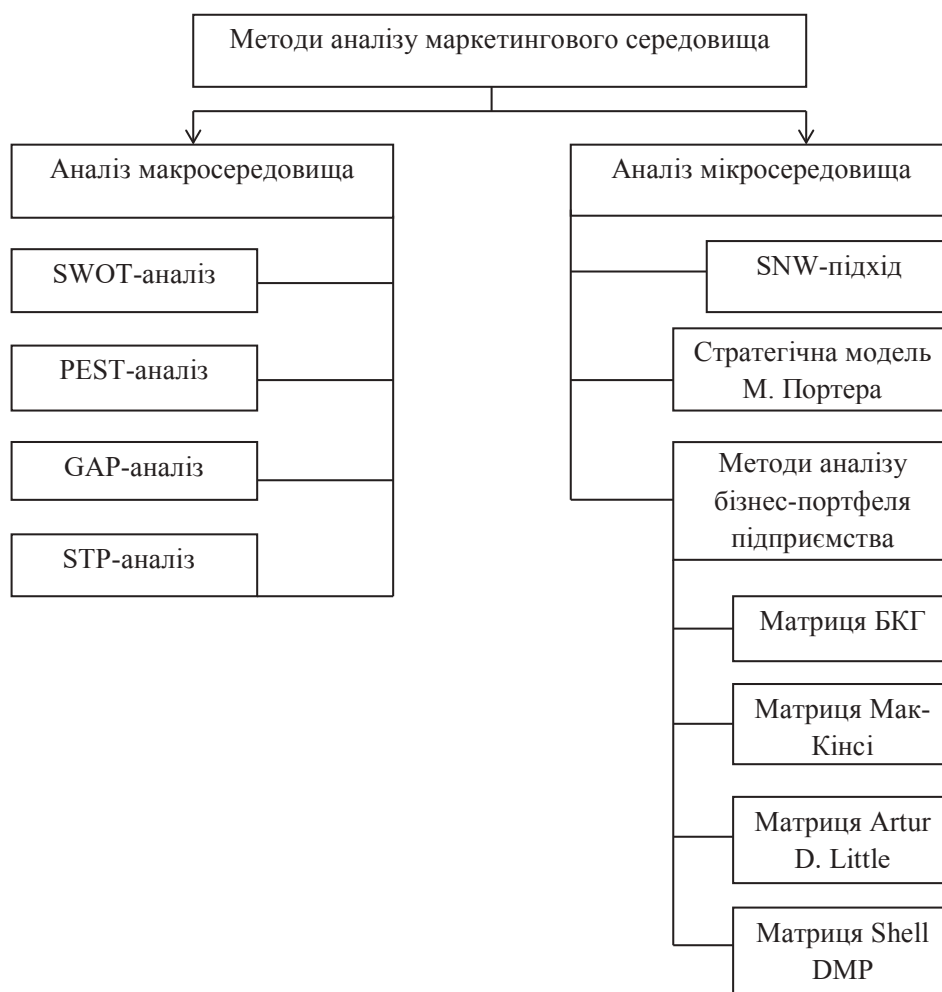 Методи аналізу маркетингового середовища
Аналіз макросередовища
SWOT-аналіз
PEST-аналіз
GAP-аналіз
STP-аналіз
Аналіз мікросередовища
SNW-підхід
Стратегічна модель
М. Портера
Методи аналізу
бізнес-портфеля
підприємства
Матриця БКГ
Матриця Мак-
Кінсі
Матриця Artur
D. Little
Матриця Shell
DMP